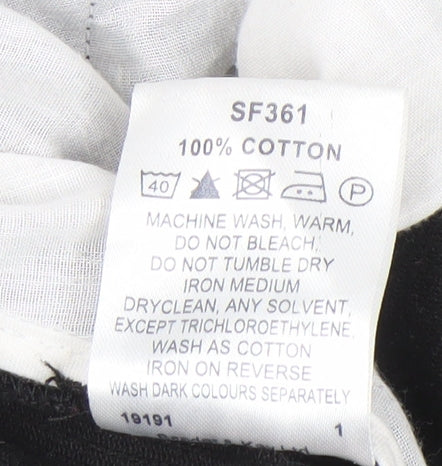 SF361
100% COTTON
40 P
MACHINE WASH, WARM,
DO NOT BLEACH.
DO NOT TUMBLE DRY
IRON MEDIUM
DRYCLEAN, ANY SOLVENT,
EXCEPT TRICHLOROETHYLENE,
WASH AS COTTON
IRON ON REVERSE
WASH DARK COLOURS SEPARATELY
19191 1